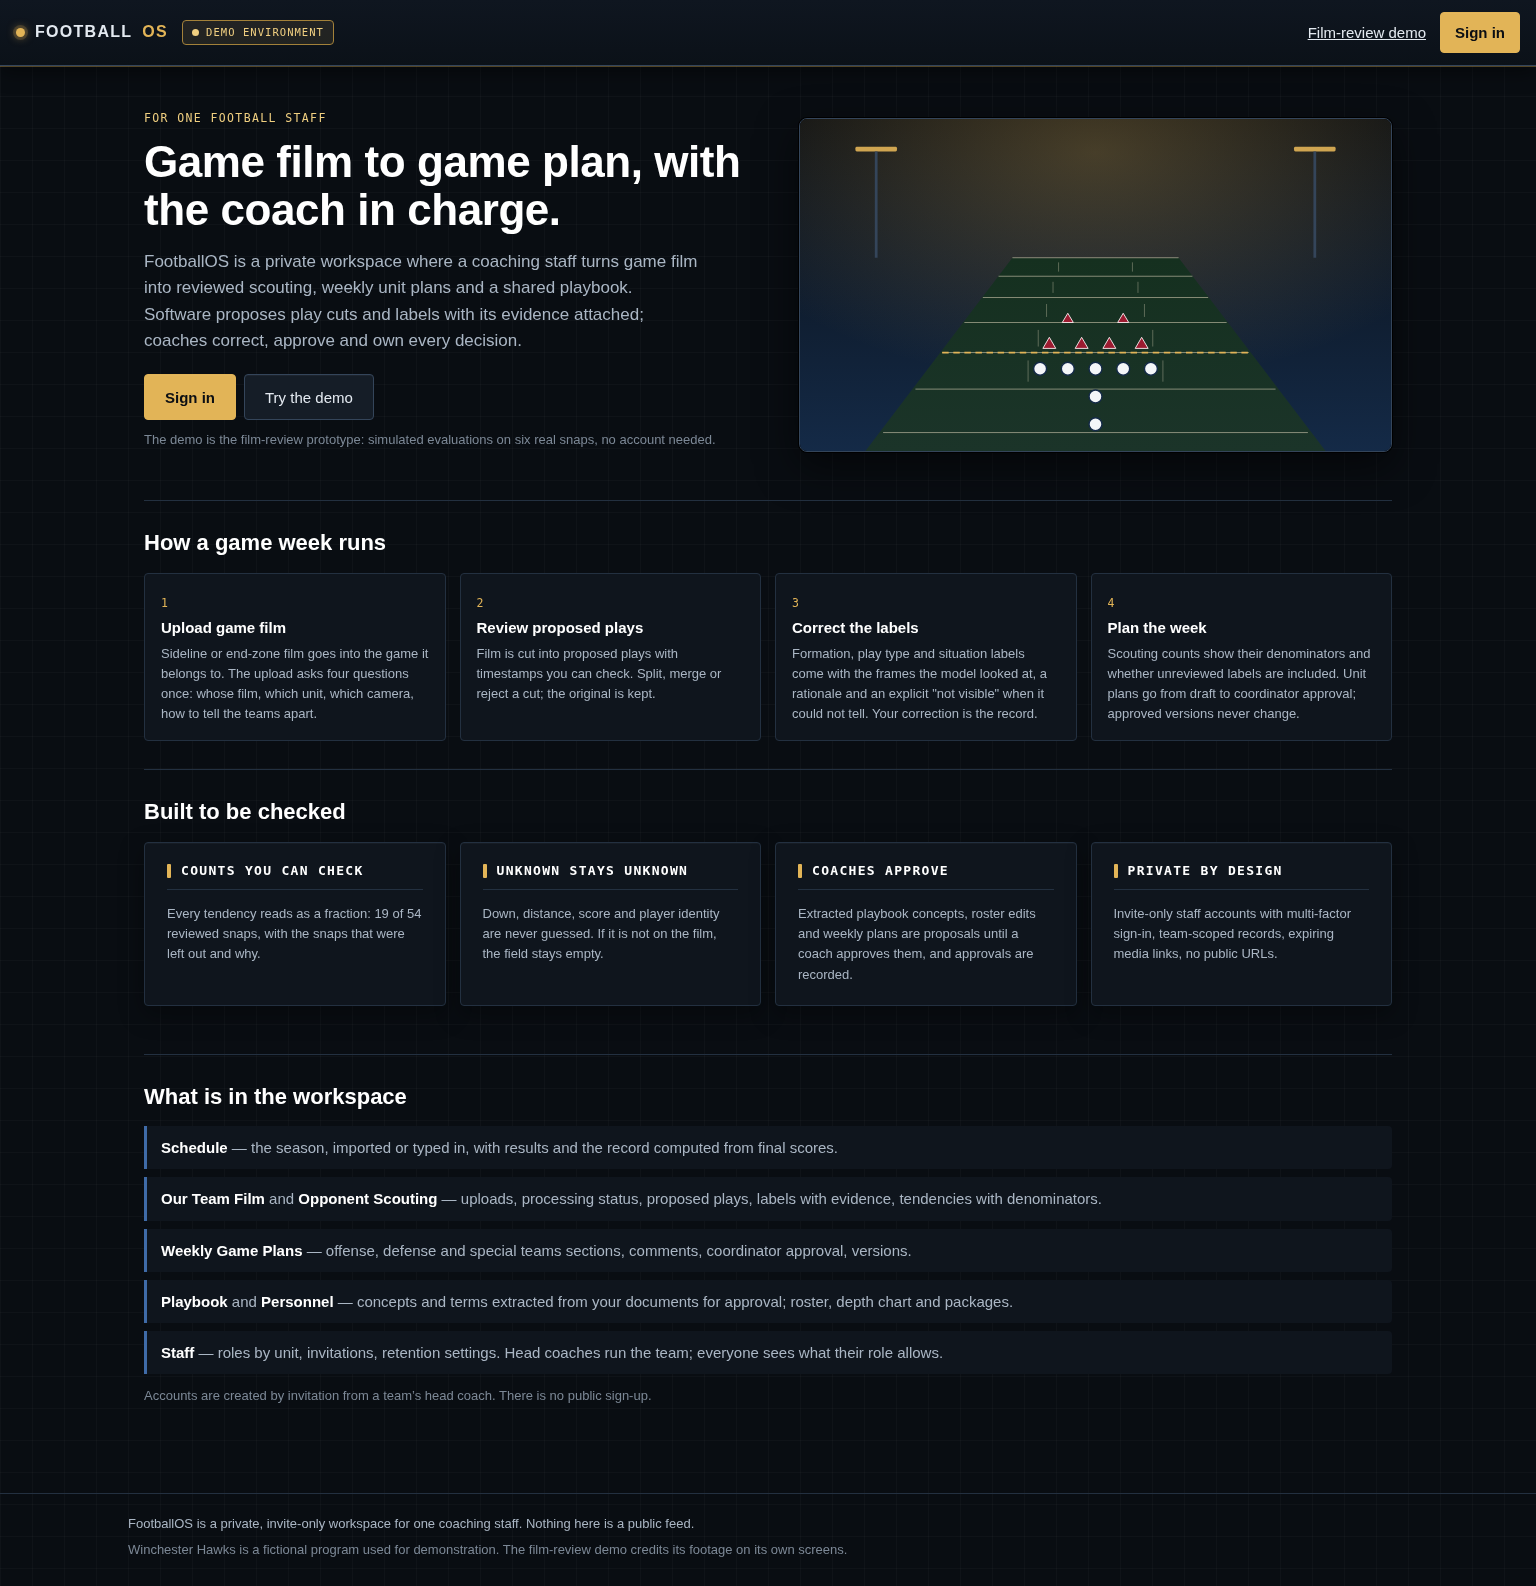 FOOTBALL OS
DEMO ENVIRONMENT
Film-review demo
Sign in
FOR ONE FOOTBALL STAFF
Game film to game plan, with
the coach in charge.
FootballOS is a private workspace where a coaching staff turns game film
into reviewed scouting, weekly unit plans and a shared playbook.
Software proposes play cuts and labels with its evidence attached;
coaches correct, approve and own every decision.
Sign in
Try the demo
The demo is the film-review prototype: simulated evaluations on six real snaps, no account needed.
How a game week runs
1
Upload game film
Sideline or end-zone film goes into the game it
belongs to. The upload asks four questions
once: whose film, which unit, which camera,
how to tell the teams apart.
2
Review proposed plays
Film is cut into proposed plays with
timestamps you can check. Split, merge or
reject a cut; the original is kept.
3
Correct the labels
Formation, play type and situation labels
come with the frames the model looked at, a
rationale and an explicit "not visible" when it
could not tell. Your correction is the record.
4
Plan the week
Scouting counts show their denominators and
whether unreviewed labels are included. Unit
plans go from draft to coordinator approval;
approved versions never change.
Built to be checked
COUNTS YOU CAN CHECK
Every tendency reads as a fraction: 19 of 54
reviewed snaps, with the snaps that were
left out and why.
UNKNOWN STAYS UNKNOWN
Down, distance, score and player identity
are never guessed. If it is not on the film,
the field stays empty.
COACHES APPROVE
Extracted playbook concepts, roster edits
and weekly plans are proposals until a
coach approves them, and approvals are
recorded.
PRIVATE BY DESIGN
Invite-only staff accounts with multi-factor
sign-in, team-scoped records, expiring
media links, no public URLs.
What is in the workspace
Schedule — the season, imported or typed in, with results and the record computed from final scores.
Our Team Film and Opponent Scouting — uploads, processing status, proposed plays, labels with evidence, tendencies with denominators.
Weekly Game Plans — offense, defense and special teams sections, comments, coordinator approval, versions.
Playbook and Personnel — concepts and terms extracted from your documents for approval; roster, depth chart and packages.
Staff — roles by unit, invitations, retention settings. Head coaches run the team; everyone sees what their role allows.
Accounts are created by invitation from a team's head coach. There is no public sign-up.
FootballOS is a private, invite-only workspace for one coaching staff. Nothing here is a public feed.
Winchester Hawks is a fictional program used for demonstration. The film-review demo credits its footage on its own screens.